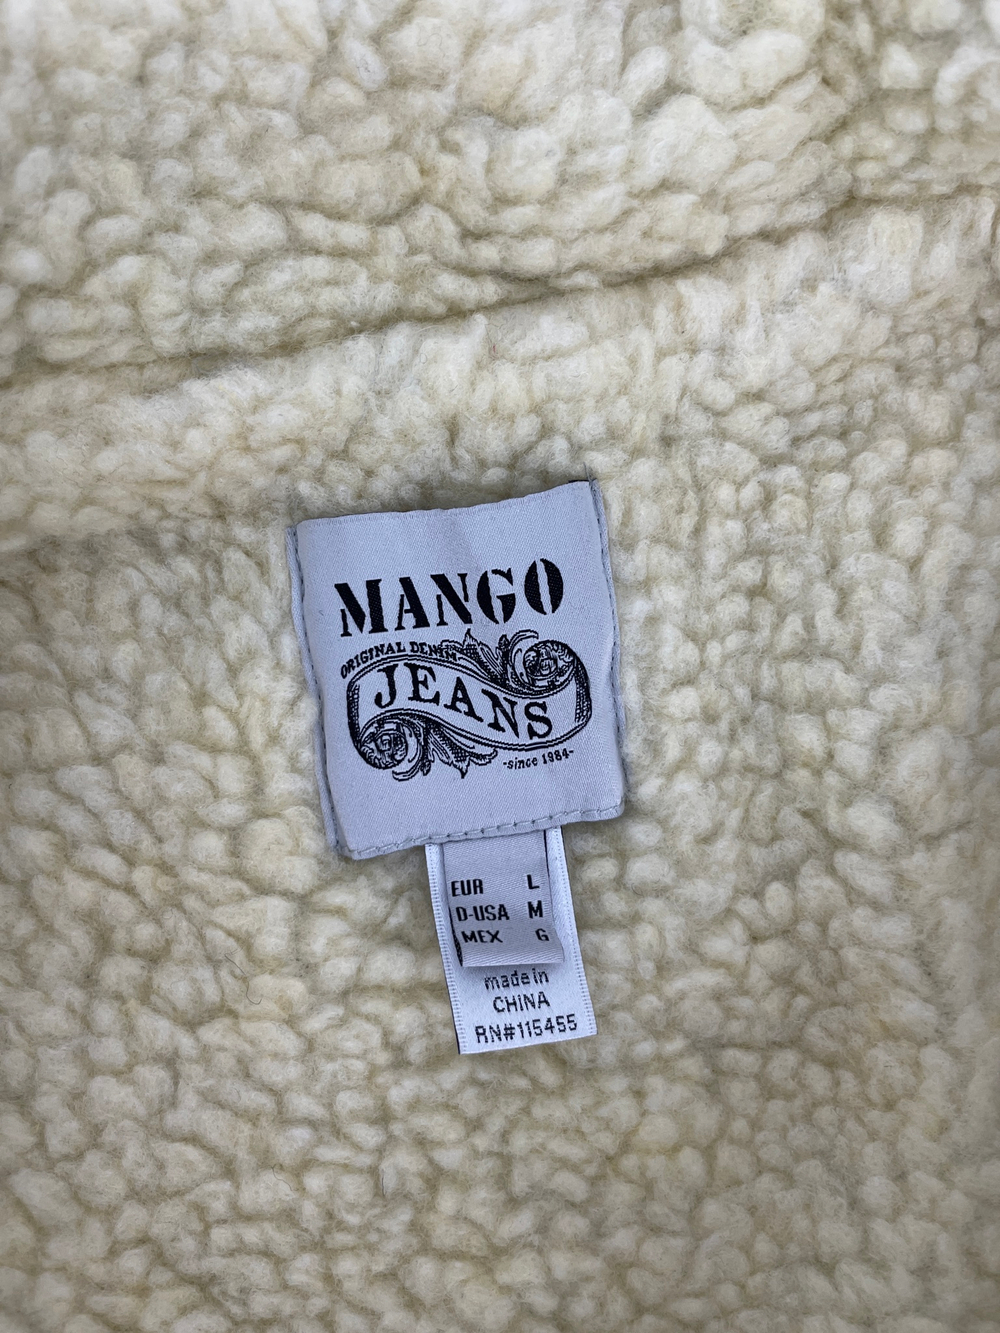 MANGO
ORIGINAL DENIM
JEANS
-since 1984-
EUR L
D-USA M
MEX G
made in
CHINA
RN#115455